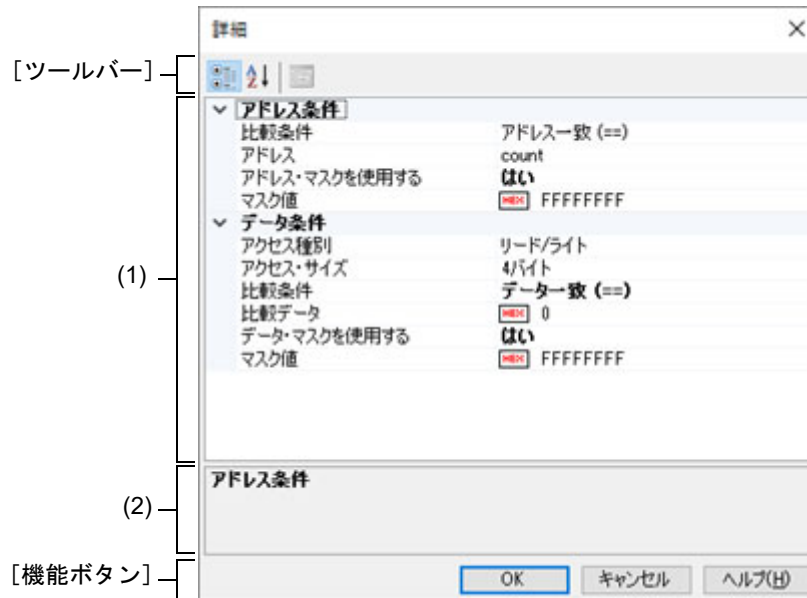 詳細
[ツールバー]
アドレス条件
比較条件 アドレス一致 (==)
アドレス count
アドレス・マスクを使用する はい
マスク値 HEX FFFFFFFF
データ条件
アクセス種別 リード/ライト
アクセス・サイズ 4バイト
比較条件 データ一致 (==)
比較データ HEX 0
データ・マスクを使用する はい
マスク値 HEX FFFFFFFF
(1)
アドレス条件
(2)
[機能ボタン]
OK キャンセル ヘルプ(H)